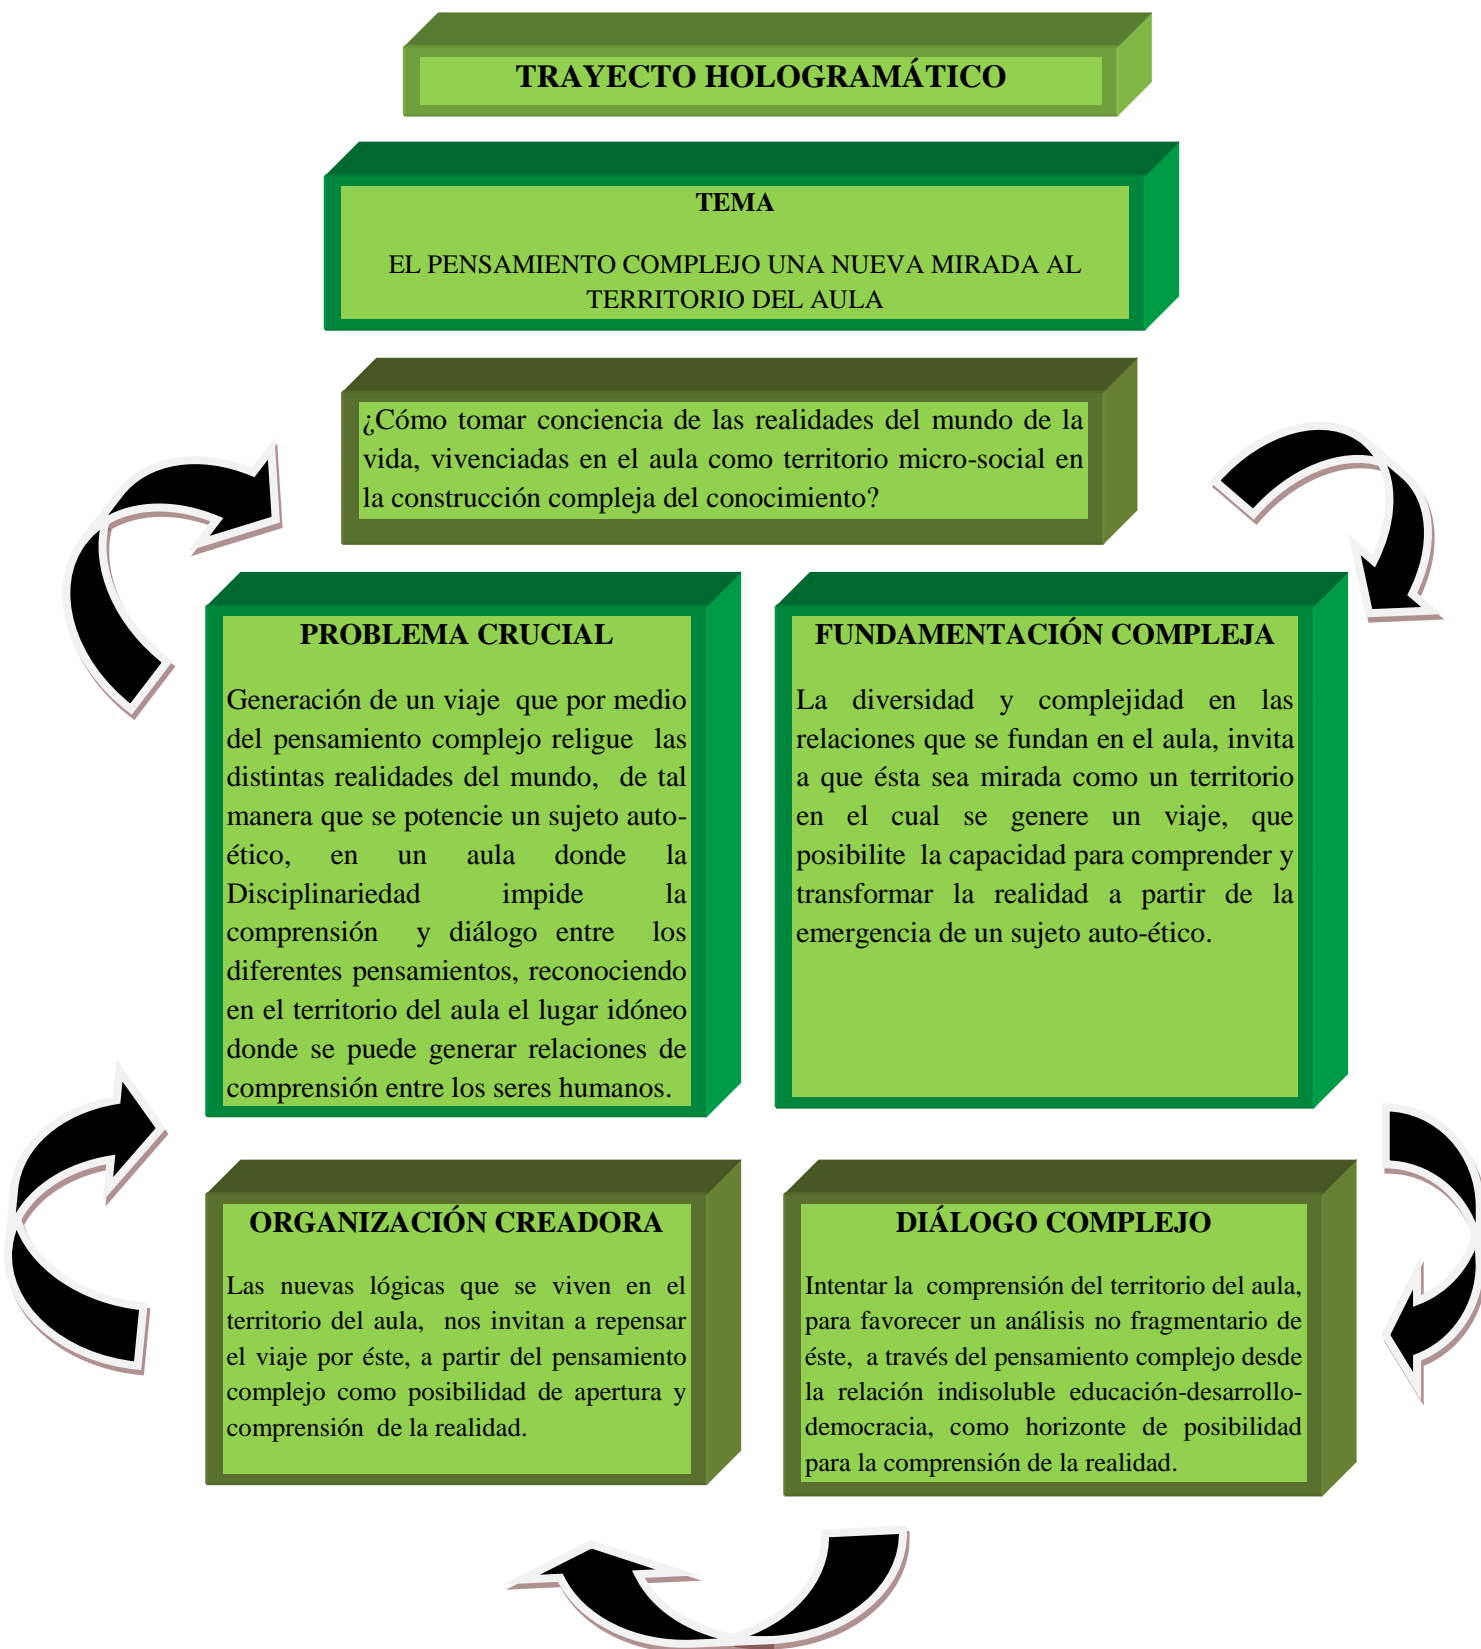 TRAYECTO HOLOGRAMÁTICO
TEMA
EL PENSAMIENTO COMPLEJO UNA NUEVA MIRADA AL
TERRITORIO DEL AULA
¿Cómo tomar conciencia de las realidades del mundo de la
vida, vivenciadas en el aula como territorio micro-social en
la construcción compleja del conocimiento?
PROBLEMA CRUCIAL
Generación de un viaje que por medio
del pensamiento complejo religue las
distintas realidades del mundo, de tal
manera que se potencie un sujeto auto-
ético, en un aula donde la
Disciplinariedad impide la
comprensión y diálogo entre los
diferentes pensamientos, reconociendo
en el territorio del aula el lugar idóneo
donde se puede generar relaciones de
comprensión entre los seres humanos.
FUNDAMENTACIÓN COMPLEJA
La diversidad y complejidad en las
relaciones que se fundan en el aula, invita
a que ésta sea mirada como un territorio
en el cual se genere un viaje, que
posibilite la capacidad para comprender y
transformar la realidad a partir de la
emergencia de un sujeto auto-ético.
ORGANIZACIÓN CREADORA
Las nuevas lógicas que se viven en el
territorio del aula, nos invitan a repensar
el viaje por éste, a partir del pensamiento
complejo como posibilidad de apertura y
comprensión de la realidad.
DIÁLOGO COMPLEJO
Intentar la comprensión del territorio del aula,
para favorecer un análisis no fragmentario de
éste, a través del pensamiento complejo desde
la relación indisoluble educación-desarrollo-
democracia, como horizonte de posibilidad
para la comprensión de la realidad.